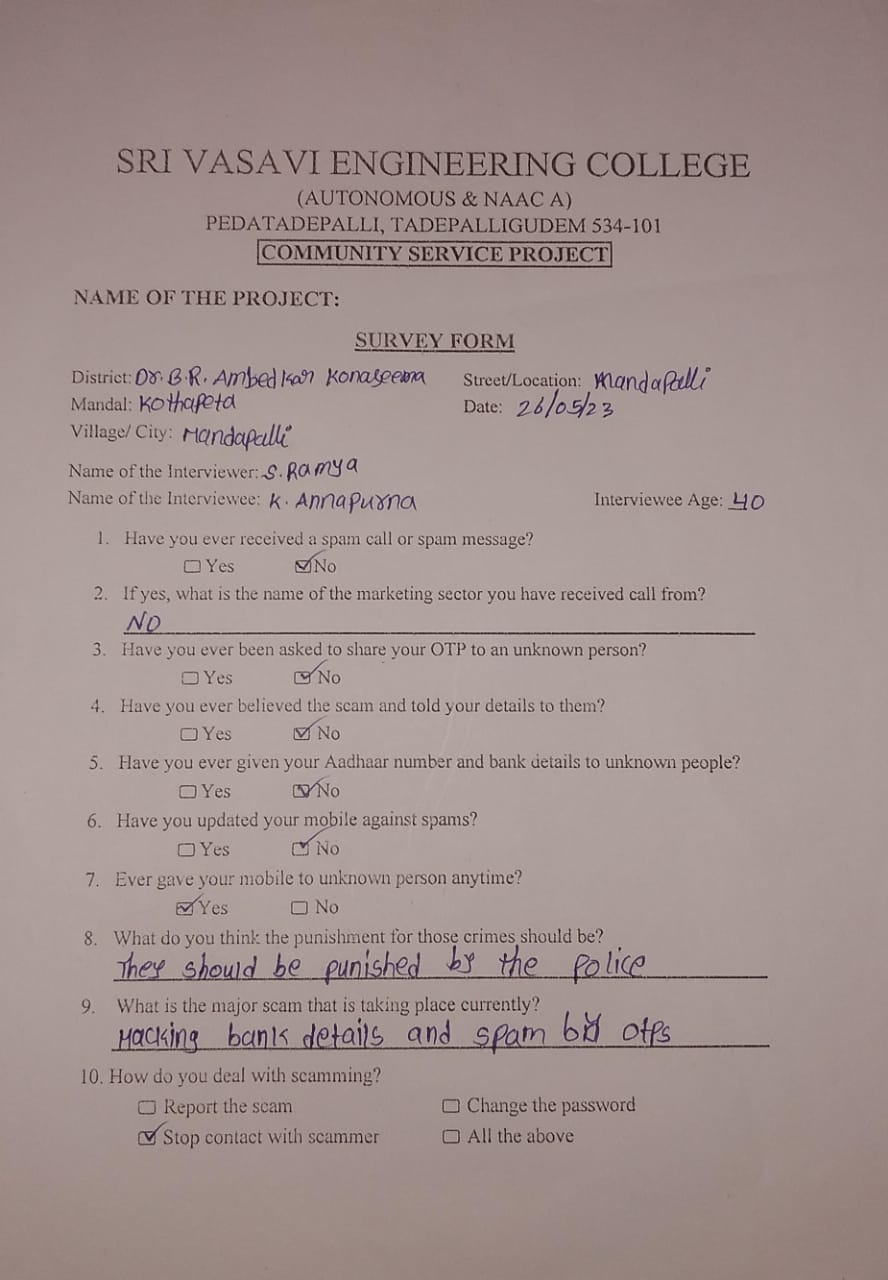 SRI VASAVI ENGINEERING COLLEGE
(AUTONOMOUS & NAAC A)
PEDATADEPALLI, TADEPALLIGUDEM 534-101
COMMUNITY SERVICE PROJECT
NAME OF THE PROJECT:
SURVEY FORM
District: Dr. B.R. Ambedkar Konaseema Street/Location: Mandapalli
Mandal: Kothapeta Date: 26/05/23
Village/ City: Mandapalli
Name of the Interviewer: S. Ramya
Name of the Interviewee: K. Annapurna Interviewee Age: 40
1. Have you ever received a spam call or spam message?
☐ Yes ☑ No
2. If yes, what is the name of the marketing sector you have received call from?
NO
3. Have you ever been asked to share your OTP to an unknown person?
☐ Yes ☑ No
4. Have you ever believed the scam and told your details to them?
☐ Yes ☑ No
5. Have you ever given your Aadhaar number and bank details to unknown people?
☐ Yes ☑ No
6. Have you updated your mobile against spams?
☐ Yes ☑ No
7. Ever gave your mobile to unknown person anytime?
☑ Yes ☐ No
8. What do you think the punishment for those crimes should be?
They should be punished by the police
9. What is the major scam that is taking place currently?
Hacking bank details and spam by otps
10. How do you deal with scamming?
☐ Report the scam ☐ Change the password
☑ Stop contact with scammer ☐ All the above